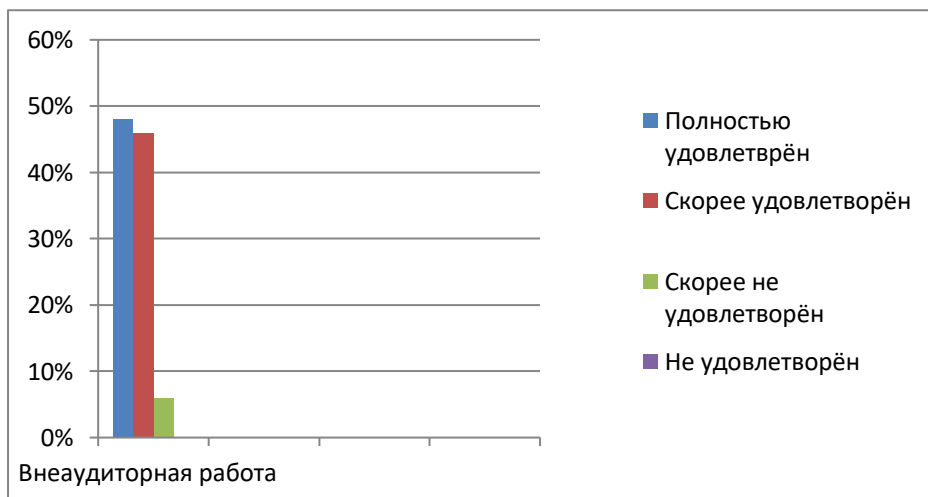 60%
50%
40%
30%
20%
10%
0%
Внеаудиторная работа
Полностью
удовлетврён
Скорее удовлетворён
Скорее не
удовлетворён
Не удовлетворён